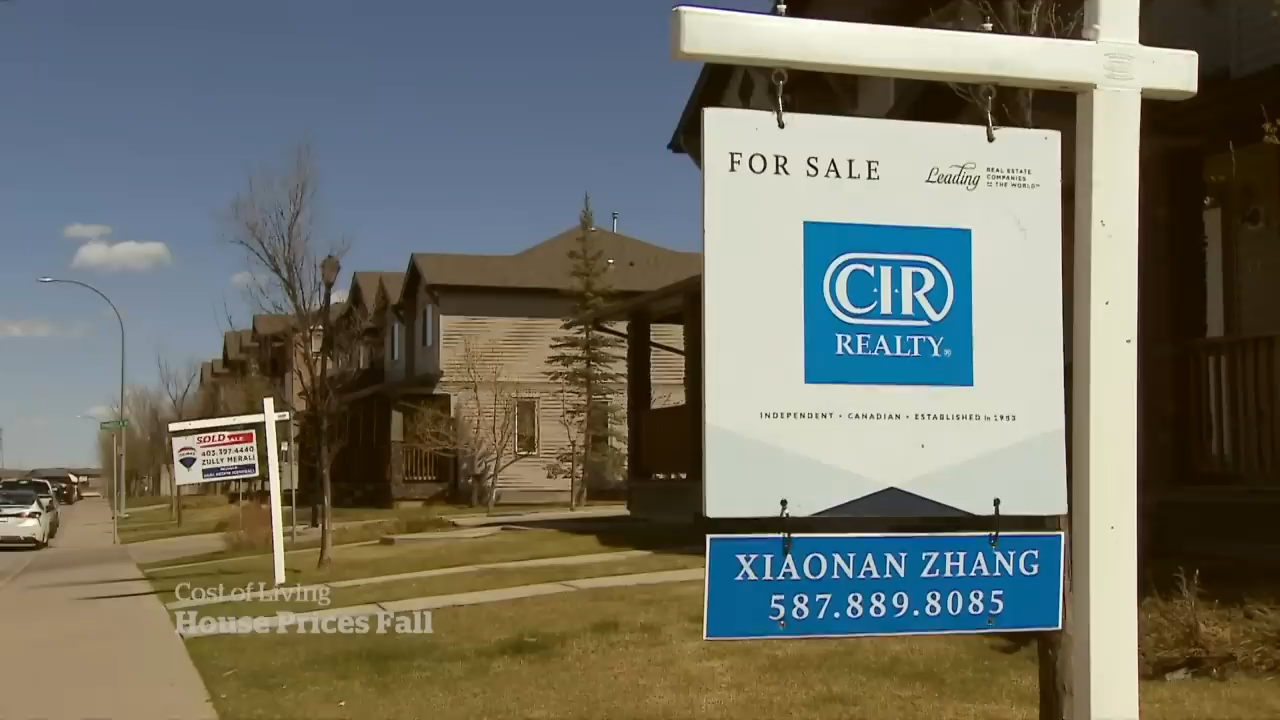 FOR SALE
Leading
REAL ESTATE
COMPANIES
OF THE WORLD
CIR
REALTY
INDEPENDENT • CANADIAN • ESTABLISHED in 1983
XIAONAN ZHANG
587.889.8085
SOLD
403.397.4440
ZULLY MERALI
Cost of Living
House Prices Fall